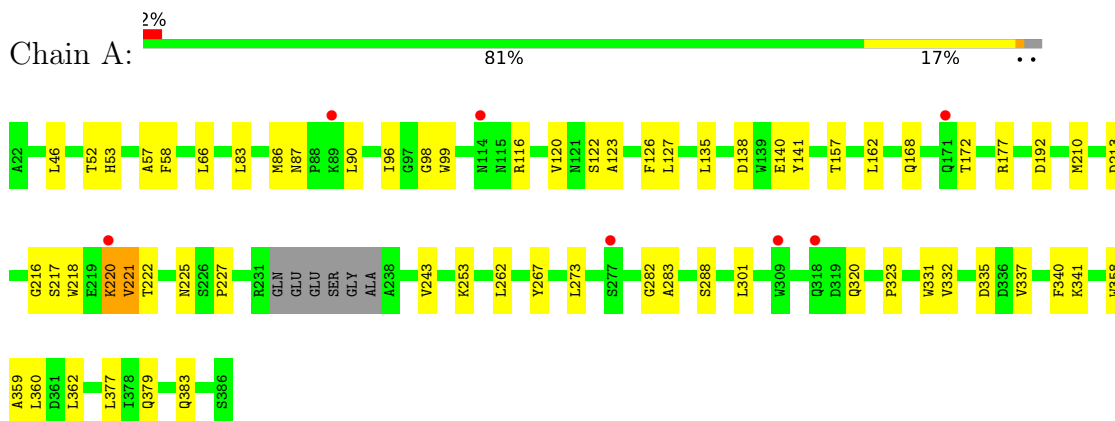 2%
Chain A:
81% 17% • •
A22 L46 T52 H53 A57 F58 L66 L83 M86 N87 P88 K89 L90 I96 G97 G98 W99 N114 N115 R116 V120 N121 S122 A123 F126 L127 L135 D138 W139 E140 Y141 T157 L162 Q168 Q171 T172 R177 D192 M210
G216 S217 W218 E219 K220 V221 T222 N225 S226 P227 R231 GLN GLU GLU SER GLY ALA A238 V243 K253 L262 Y267 L273 S277 G282 A283 S288 L301 W309 Q318 D319 Q320 P323 W331 V332 D335 D336 V337 F340 K341 W358
A359 L360 D361 L362 L377 I378 Q379 Q383 S386